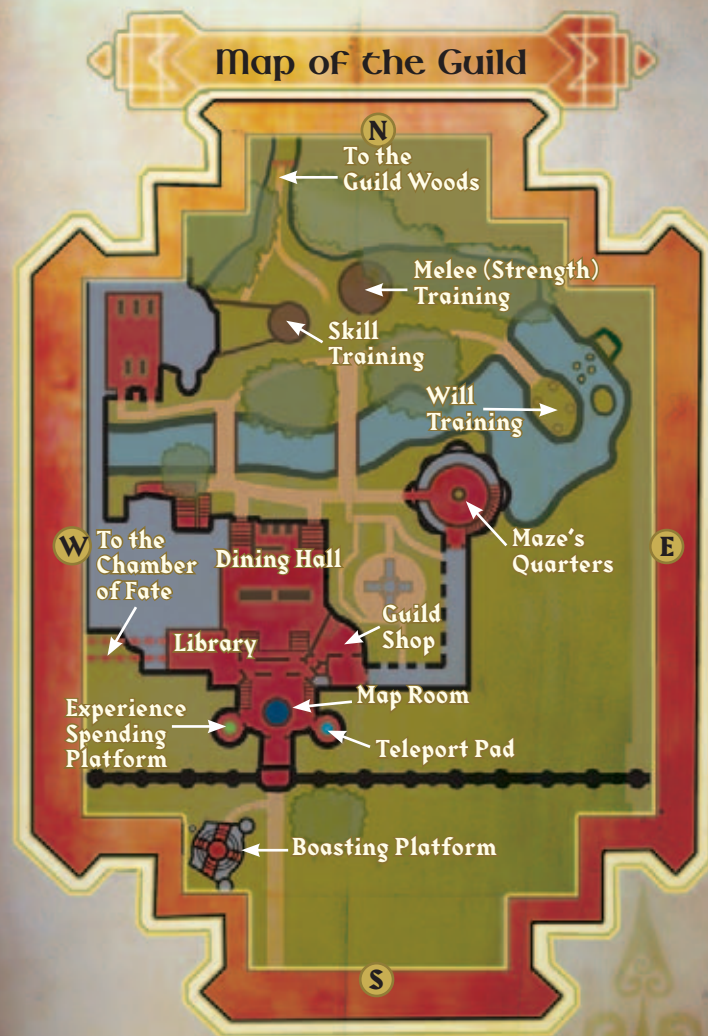 Map of the Guild
N
To the
Guild Woods
Melee (Strength)
Training
Skill
Training
Will
Training
W
To the
Chamber
of Fate
Dining Hall
Maze's
Quarters
E
Guild
Shop
Library
Map Room
Experience
Spending
Platform
Teleport Pad
Boasting Platform
S